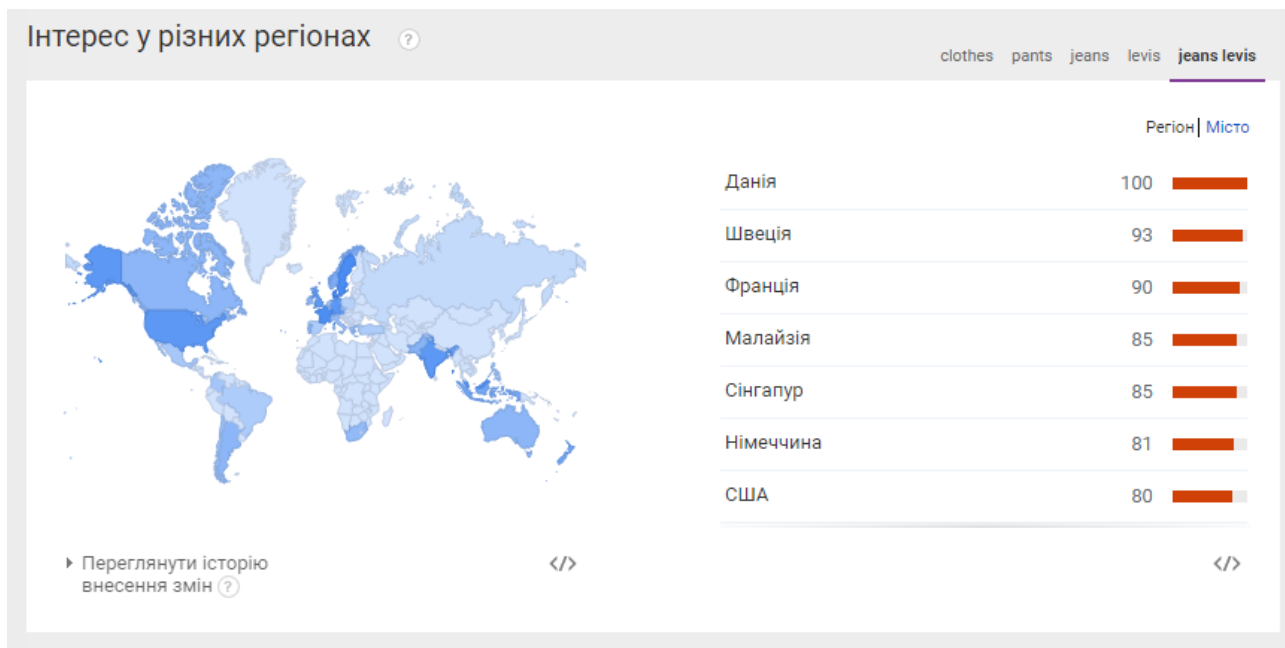 Інтерес у різних регіонах ?
clothes pants jeans levis jeans levis
Регіон | Місто
Данія 100
Швеція 93
Франція 90
Малайзія 85
Сінгапур 85
Німеччина 81
США 80
Переглянути історію
внесення змін ?
</>
</>